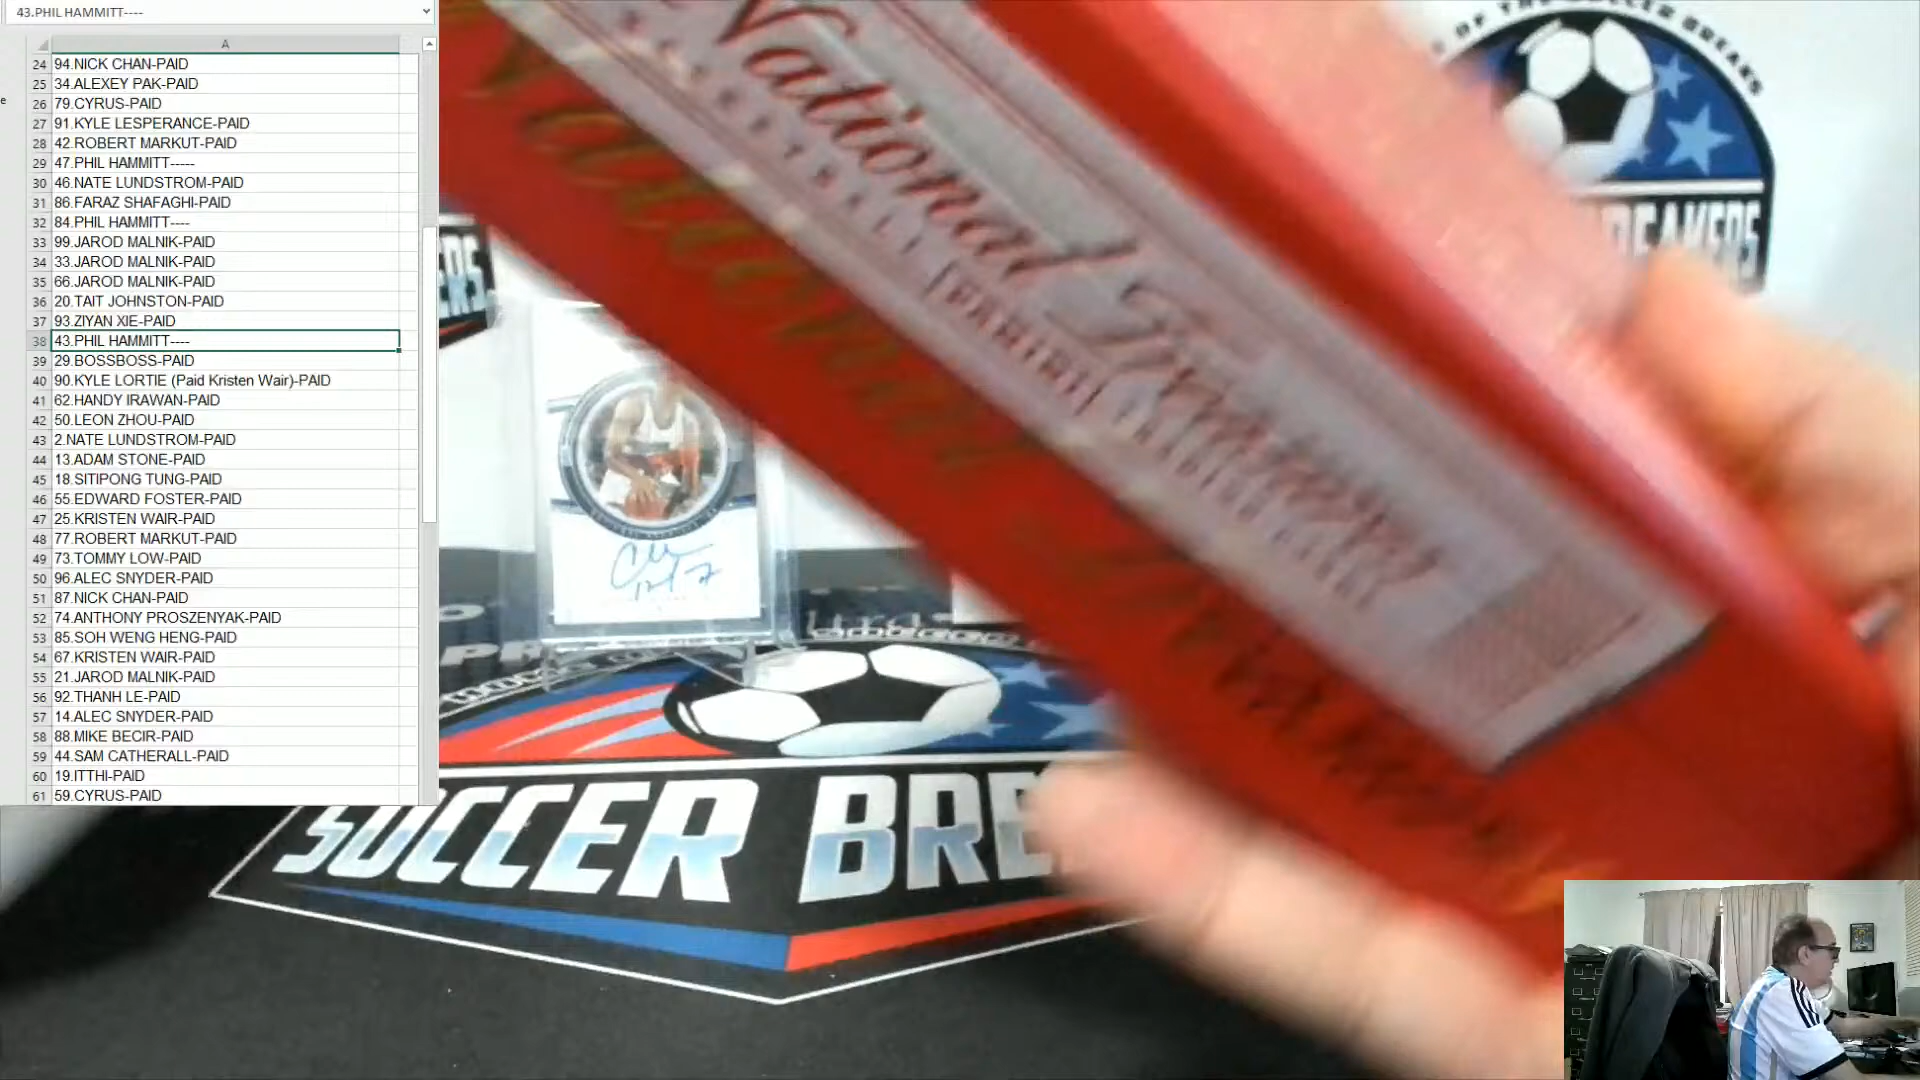 43.PHIL HAMMITT----
A
24 94.NICK CHAN-PAID
25 34.ALEXEY PAK-PAID
26 79.CYRUS-PAID
27 91.KYLE LESPERANCE-PAID
28 42.ROBERT MARKUT-PAID
29 47.PHIL HAMMITT-----
30 46.NATE LUNDSTROM-PAID
31 86.FARAZ SHAFAGHI-PAID
32 84.PHIL HAMMITT----
33 99.JAROD MALNIK-PAID
34 33.JAROD MALNIK-PAID
35 66.JAROD MALNIK-PAID
36 20.TAIT JOHNSTON-PAID
37 93.ZIYAN XIE-PAID
38 43.PHIL HAMMITT----
39 29.BOSSBOSS-PAID
40 90.KYLE LORTIE (Paid Kristen Wair)-PAID
41 62.HANDY IRAWAN-PAID
42 50.LEON ZHOU-PAID
43 2.NATE LUNDSTROM-PAID
44 13.ADAM STONE-PAID
45 18.SITIPONG TUNG-PAID
46 55.EDWARD FOSTER-PAID
47 25.KRISTEN WAIR-PAID
48 77.ROBERT MARKUT-PAID
49 73.TOMMY LOW-PAID
50 96.ALEC SNYDER-PAID
51 87.NICK CHAN-PAID
52 74.ANTHONY PROSZENYAK-PAID
53 85.SOH WENG HENG-PAID
54 67.KRISTEN WAIR-PAID
55 21.JAROD MALNIK-PAID
56 92.THANH LE-PAID
57 14.ALEC SNYDER-PAID
58 88.MIKE BECIR-PAID
59 44.SAM CATHERALL-PAID
60 19.ITTHI-PAID
61 59.CYRUS-PAID
e
OF THE SOCCER BREAKS
BREAKERS
ERS
National
SOCCER BRE